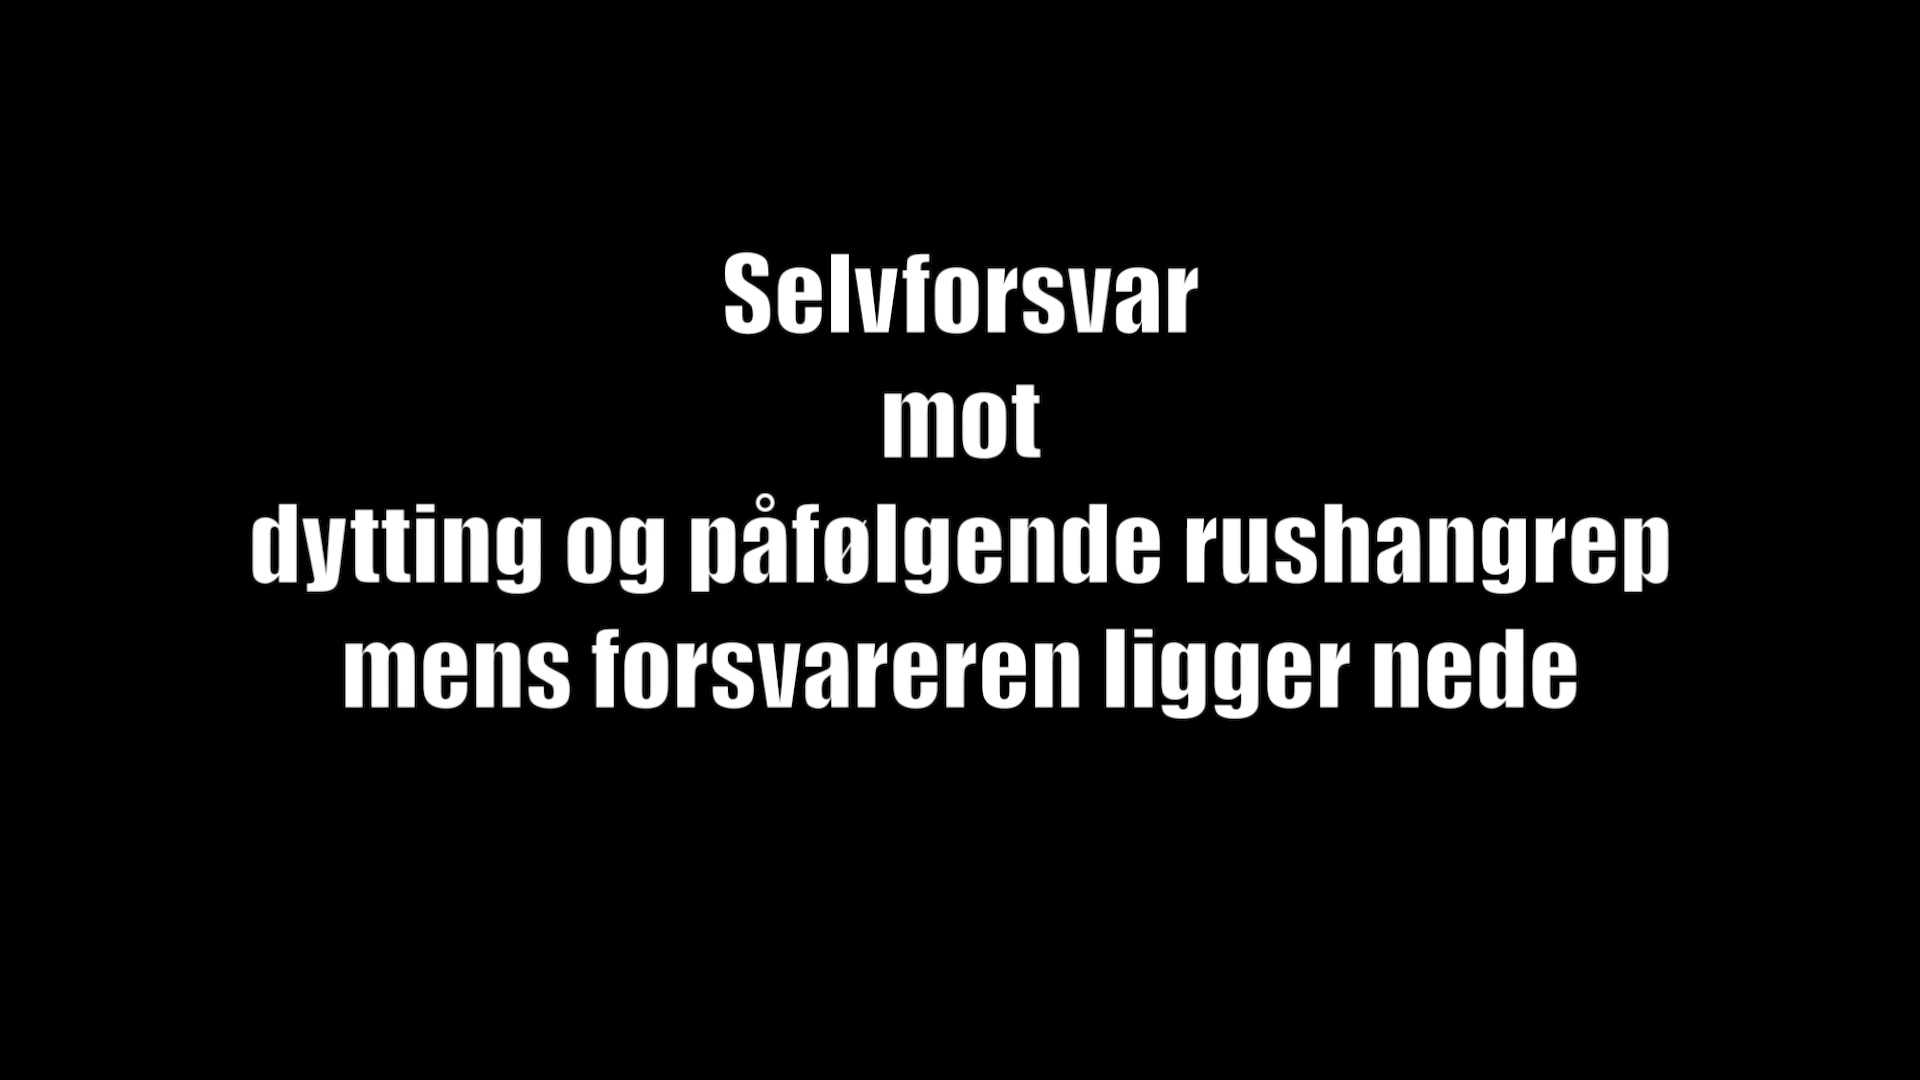 Selvforsvar
mot
dytting og påfølgende rushangrep
mens forsvareren ligger nede